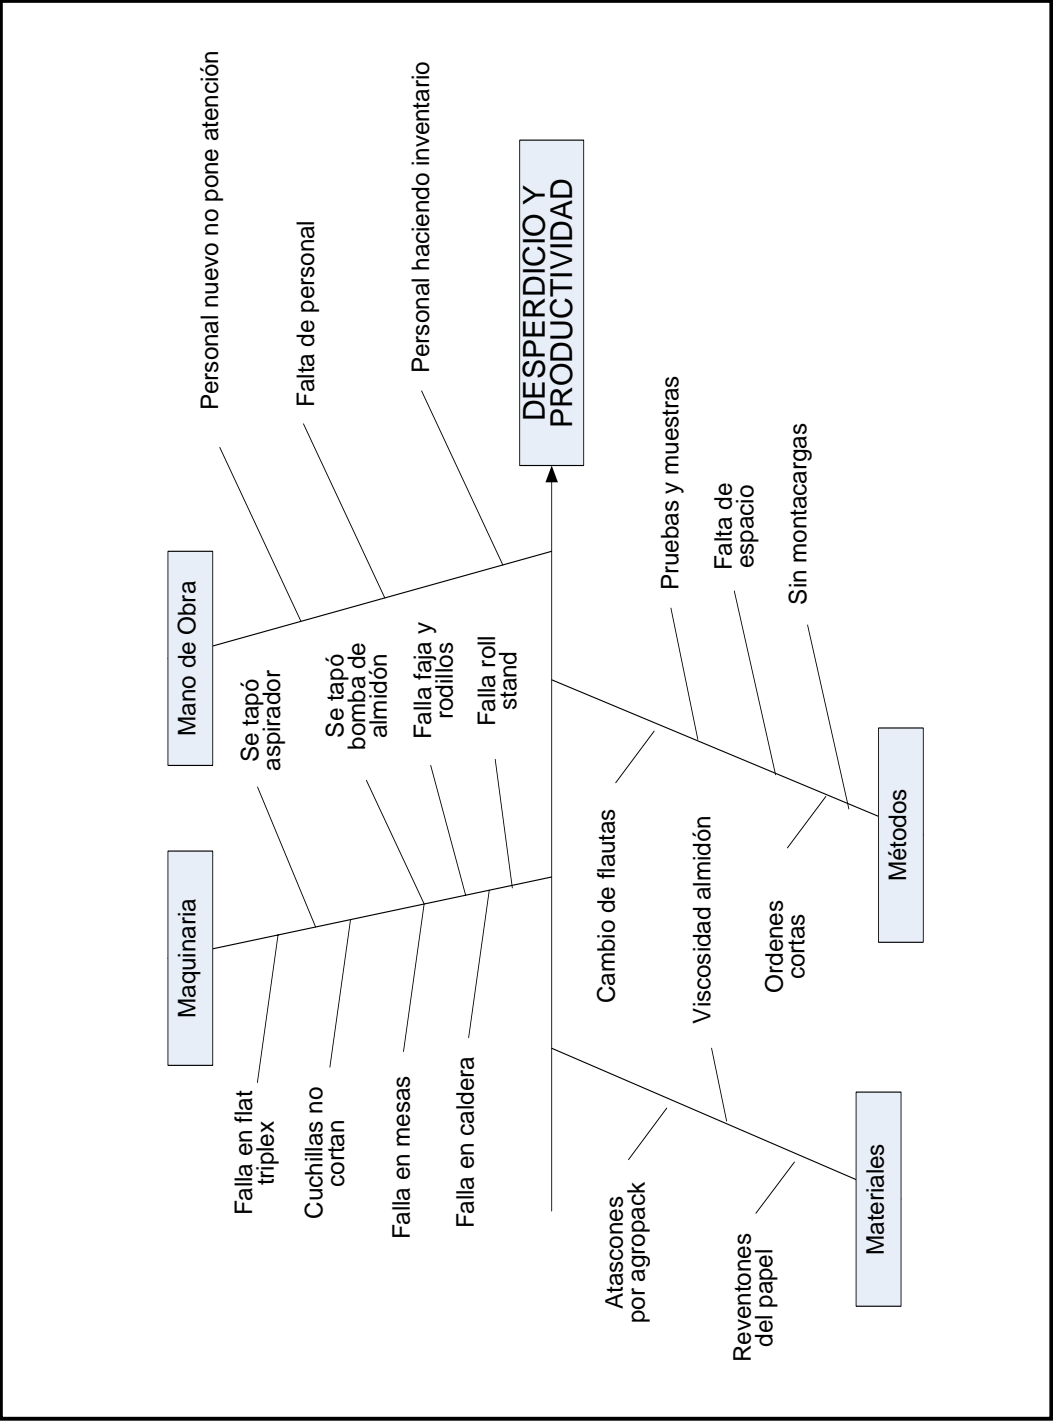 Maquinaria
Mano de Obra
Falla en flat
triplex
Cuchillas no
cortan
Falla en mesas
Falla en caldera
Se tapó
aspirador
Se tapó
bomba de
almidón
Falla faja y
rodillos
Falla roll
stand
Personal nuevo no pone atención
Falta de personal
Personal haciendo inventario
DESPERDICIO Y
PRODUCTIVIDAD
Atascones
por agropack
Reventones
del papel
Viscosidad almidón
Cambio de flautas
Ordenes
cortas
Pruebas y muestras
Falta de
espacio
Sin montacargas
Materiales
Métodos